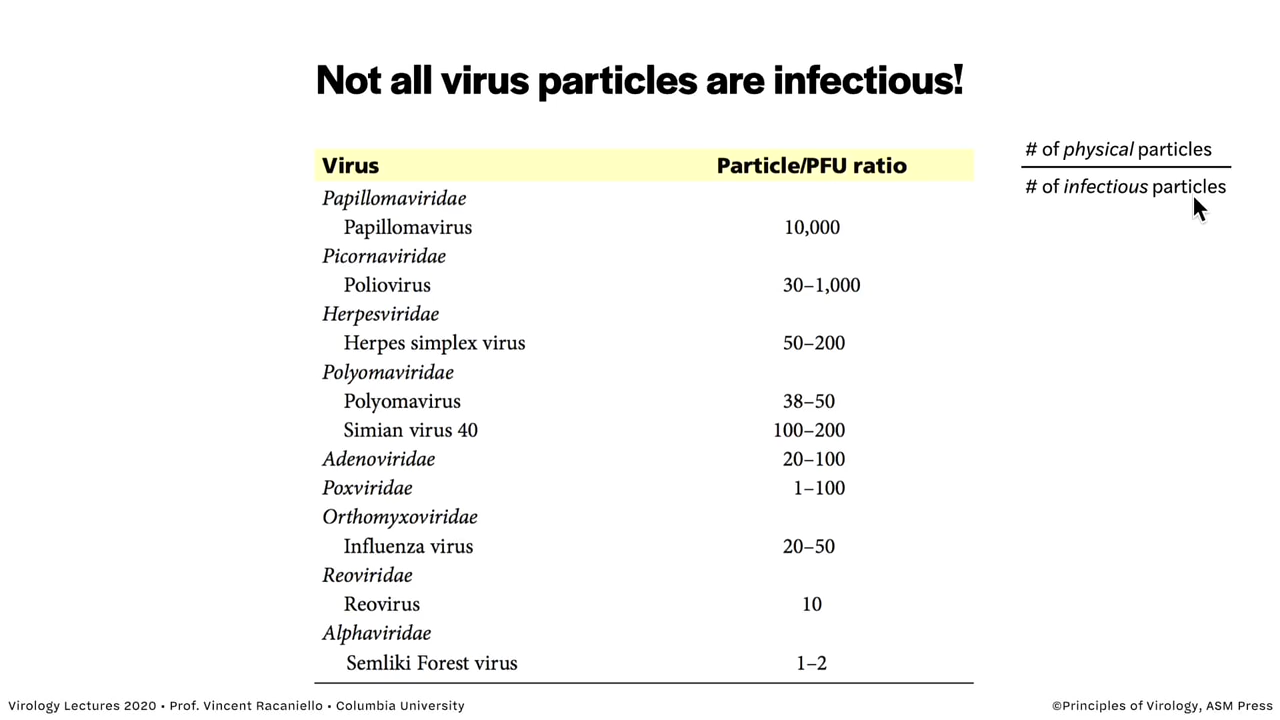 Not all virus particles are infectious!
Virus Particle/PFU ratio
Papillomaviridae
Papillomavirus 10,000
Picornaviridae
Poliovirus 30–1,000
Herpesviridae
Herpes simplex virus 50–200
Polyomaviridae
Polyomavirus 38–50
Simian virus 40 100–200
Adenoviridae 20–100
Poxviridae 1–100
Orthomyxoviridae
Influenza virus 20–50
Reoviridae
Reovirus 10
Alphaviridae
Semliki Forest virus 1–2
# of physical particles
# of infectious particles
Virology Lectures 2020 • Prof. Vincent Racaniello • Columbia University
©Principles of Virology, ASM Press